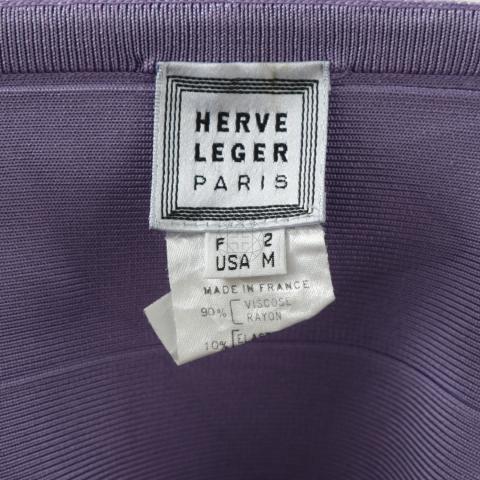 HERVE
LEGER
PARIS
F 2
USA M
MADE IN FRANCE
90% [ VISCOSE
RAYON
10% [